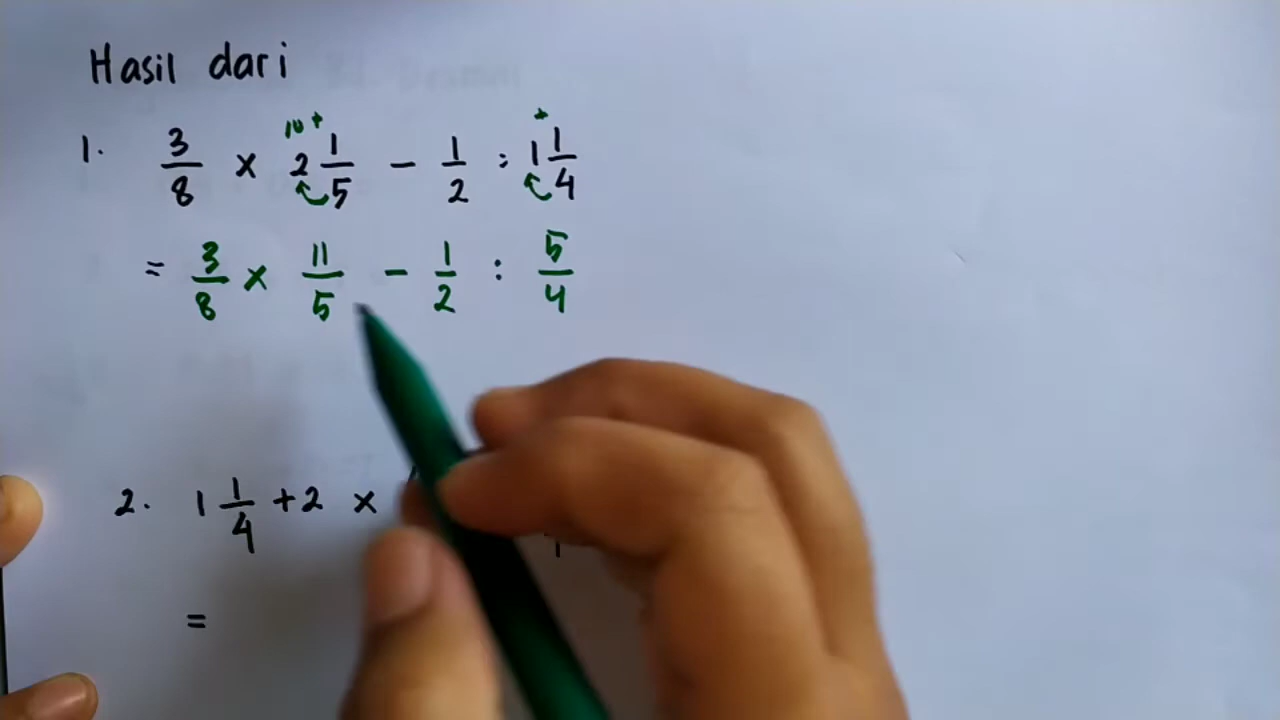 Hasil dari
10 + +
1. 3/8 x 2 1/5 - 1/2 : 1 1/4
= 3/8 x 11/5 - 1/2 : 5/4
2. 1 1/4 + 2 x
=